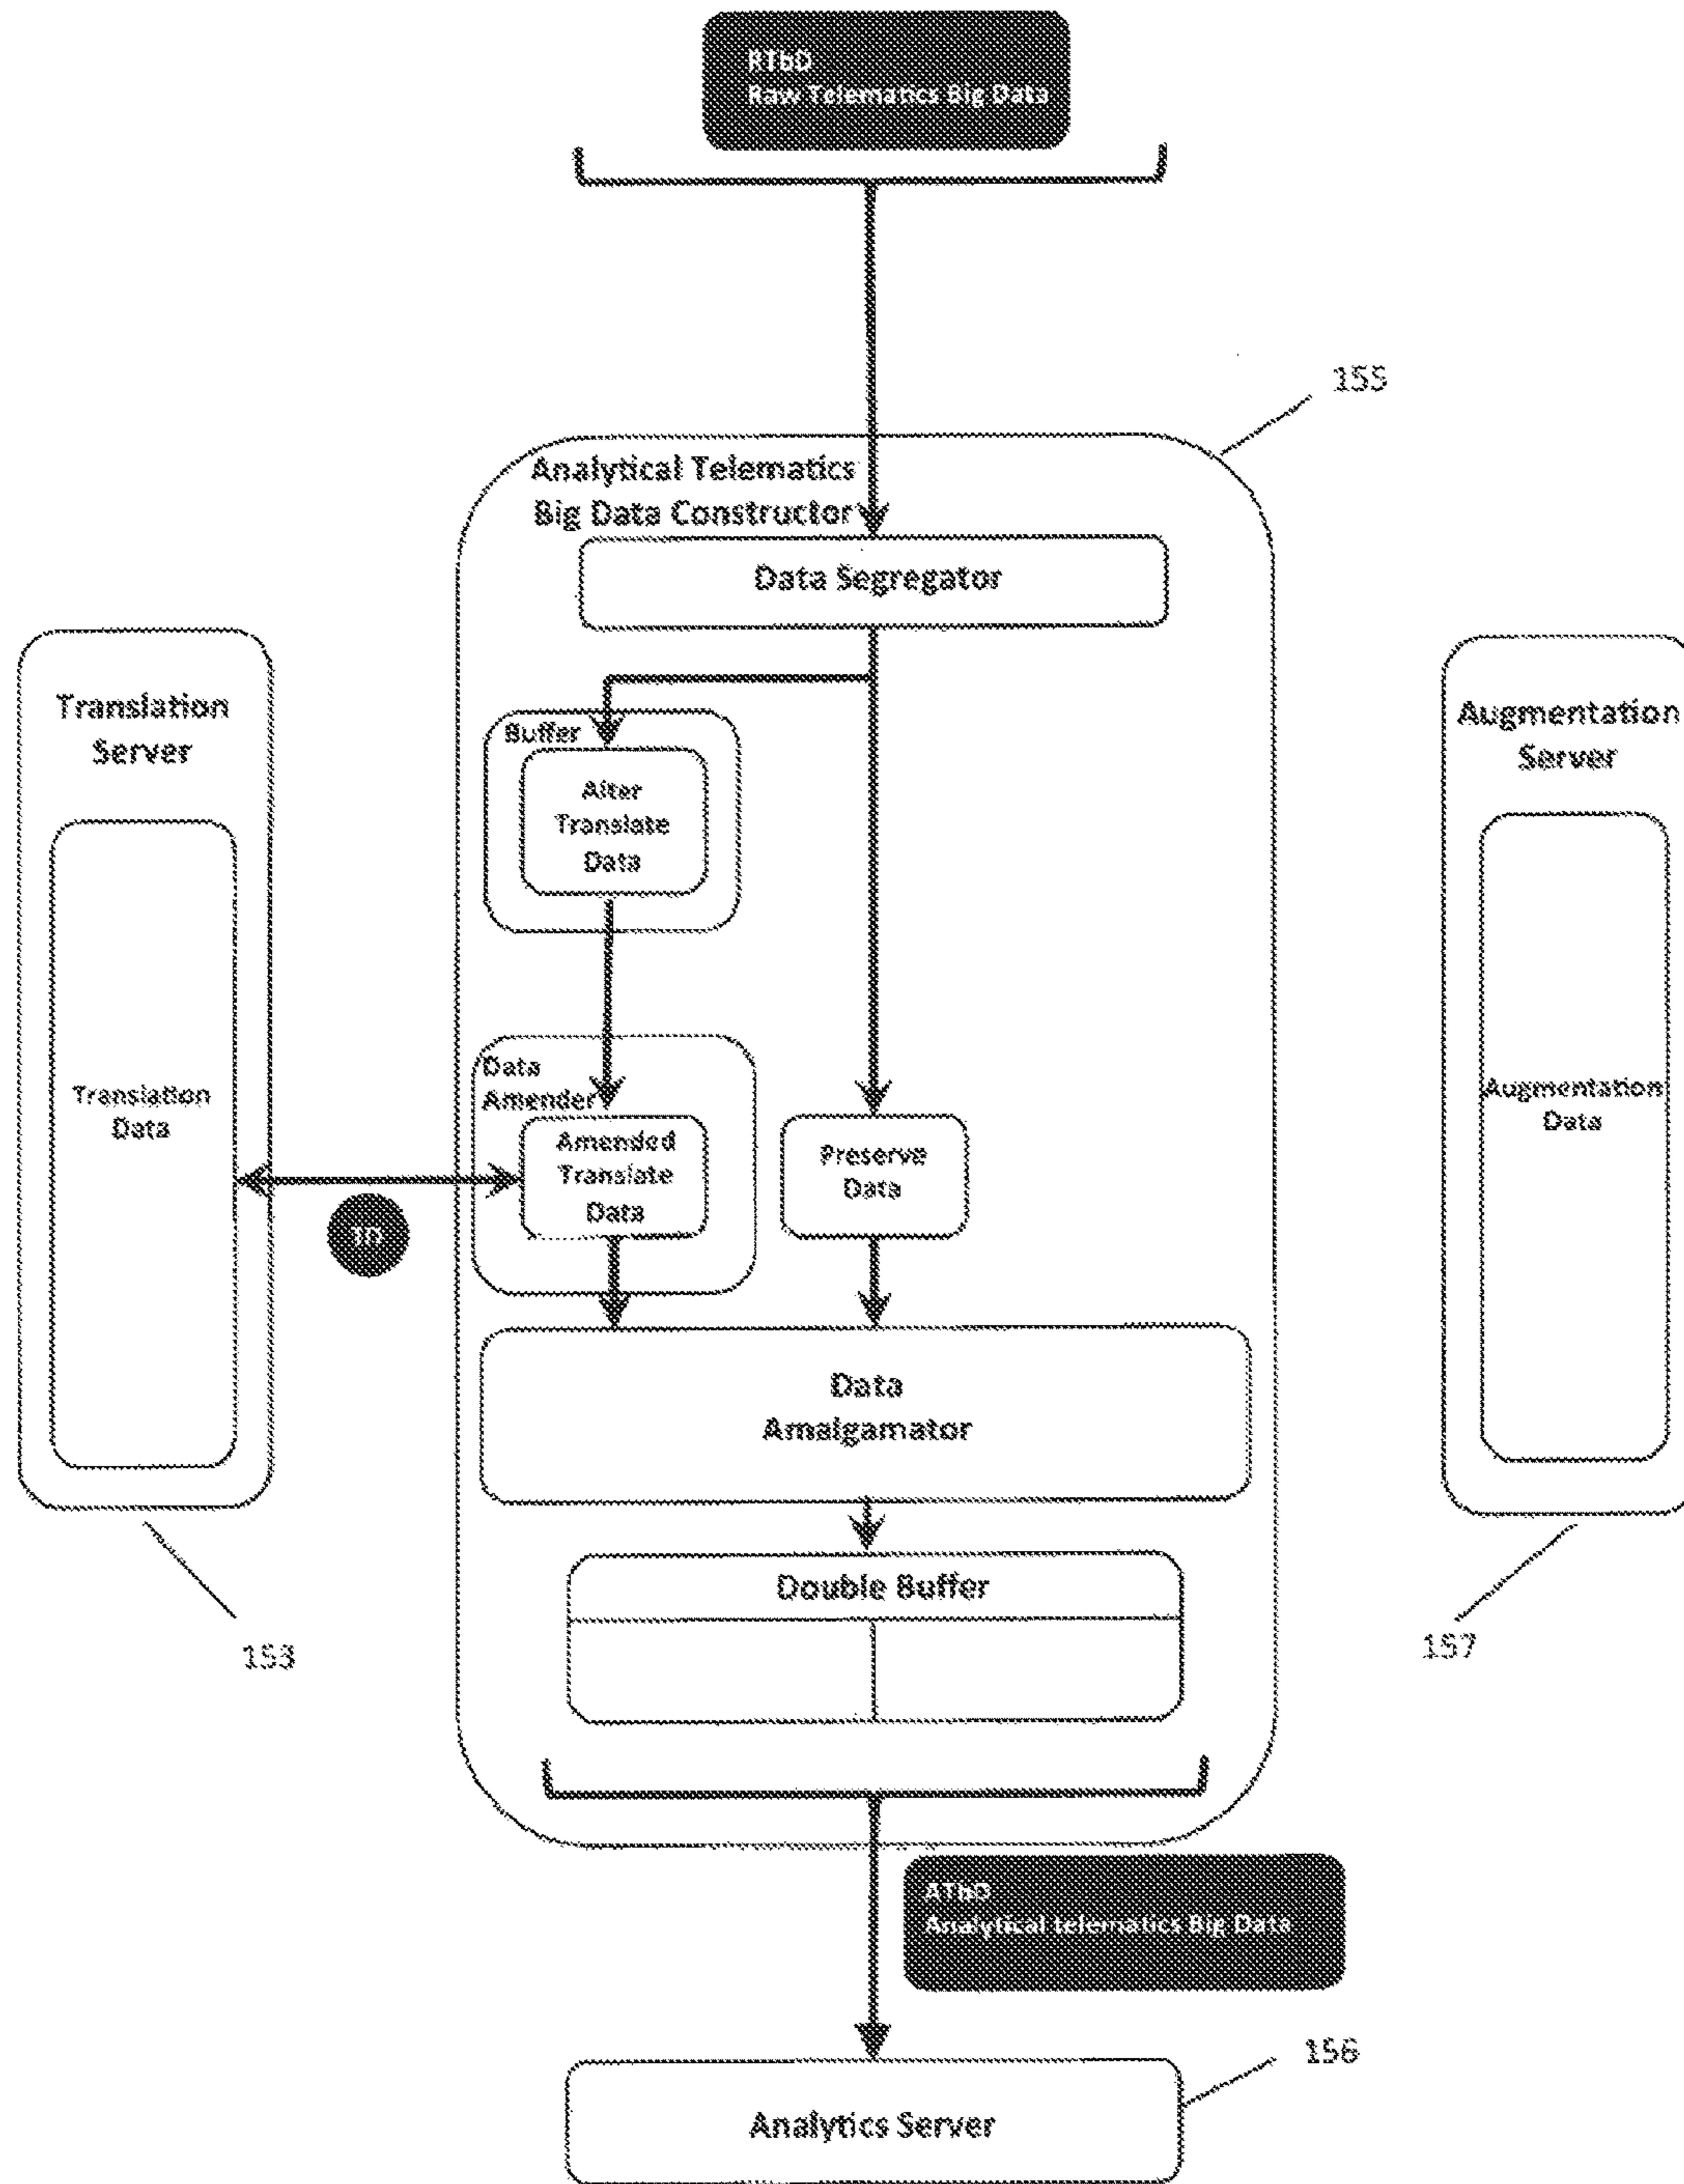 RTbD
Raw Telematics Big Data
155
Analytical Telematics
Big Data Constructor
Data Segregator
Translation
Server
Buffer
Alter
Translate
Data
Augmentation
Server
Translation
Data
Data
Amender
Amended
Translate
Data
Preserve
Data
Augmentation
Data
TD
Data
Amalgamator
Double Buffer
153
157
ATbD
Analytical telematics Big Data
156
Analytics Server